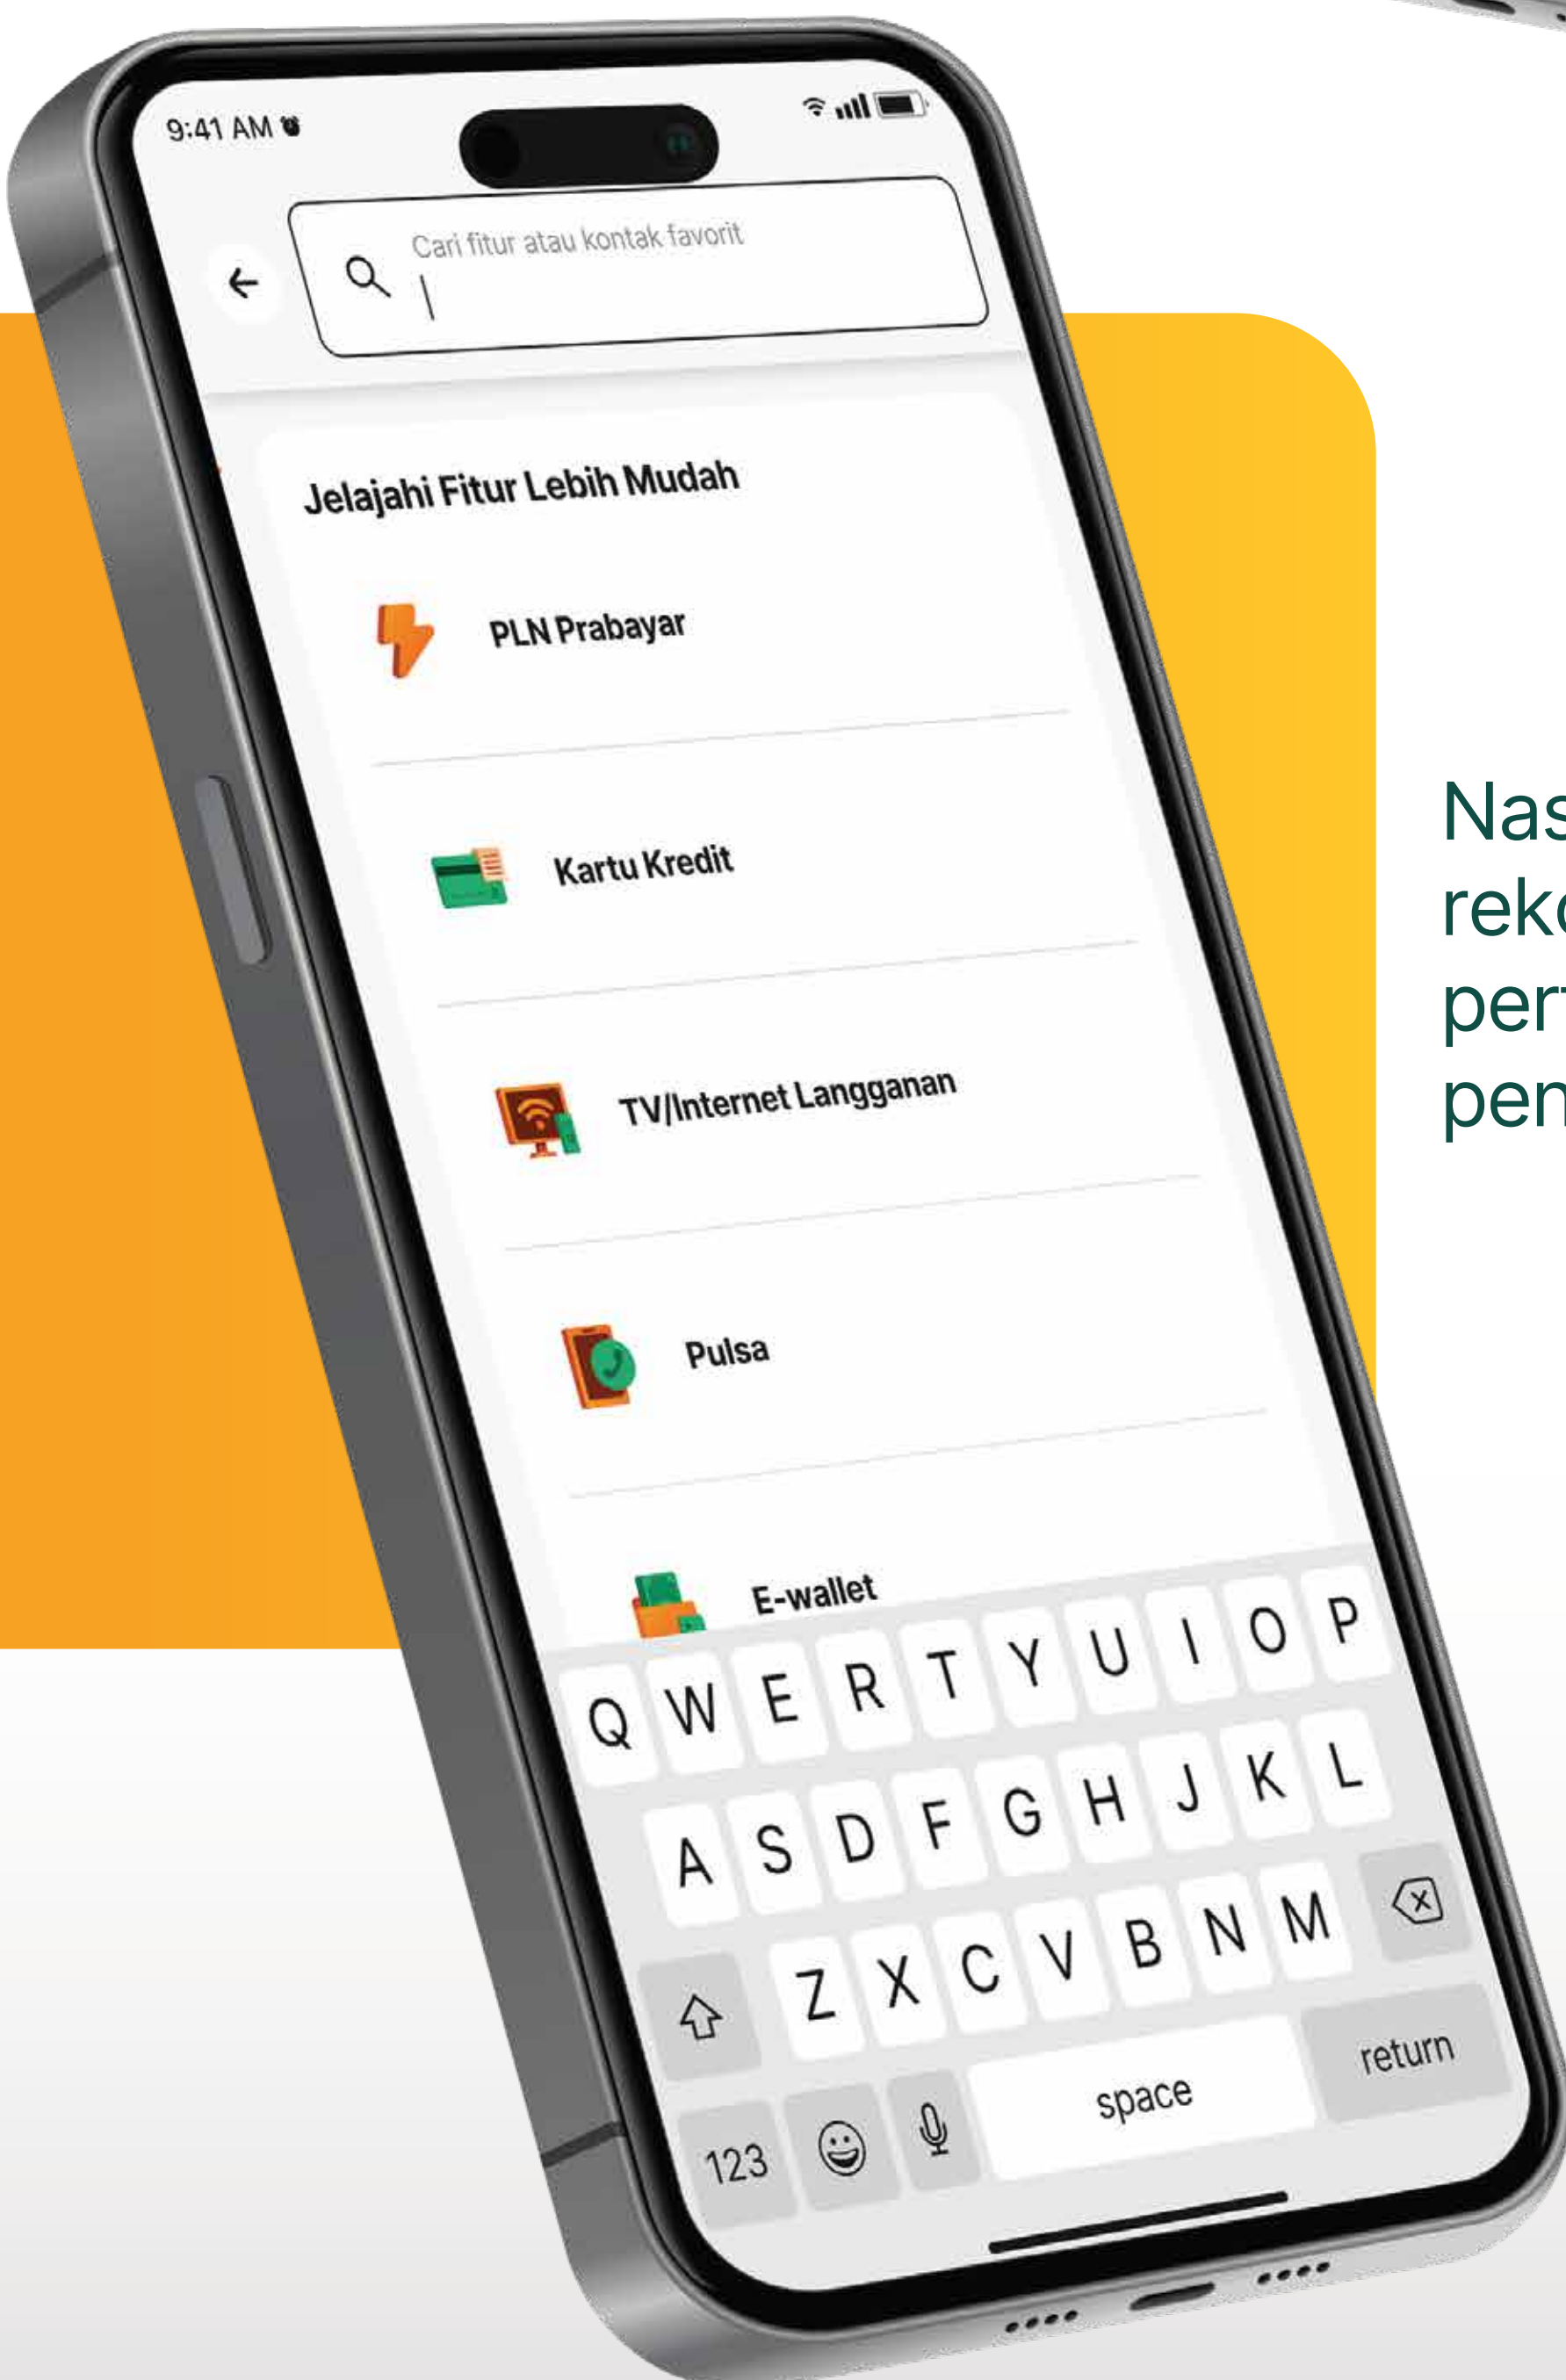 9:41 AM
Cari fitur atau kontak favorit
Jelajahi Fitur Lebih Mudah
PLN Prabayar
Kartu Kredit
TV/Internet Langganan
Pulsa
E-wallet
Q W E R T Y U I O P
A S D F G H J K L
Z X C V B N M
123 space return